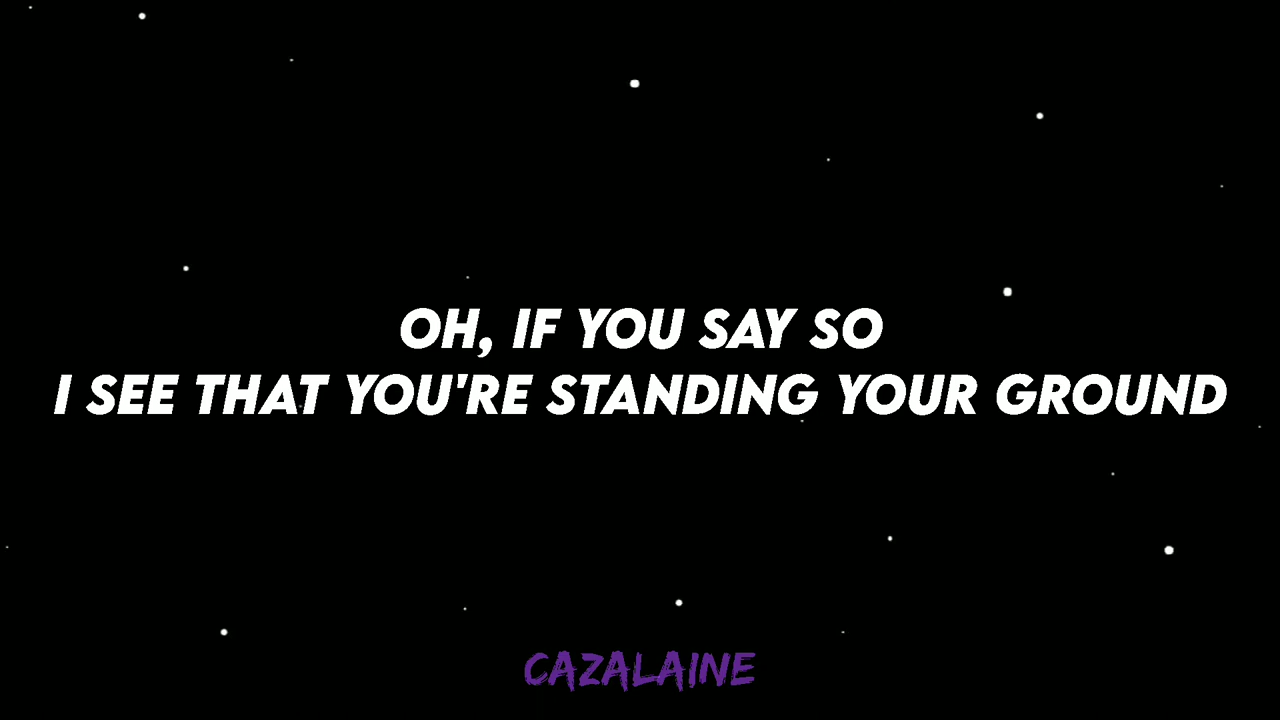 OH, IF YOU SAY SO
I SEE THAT YOU'RE STANDING YOUR GROUND
CAZALAINE